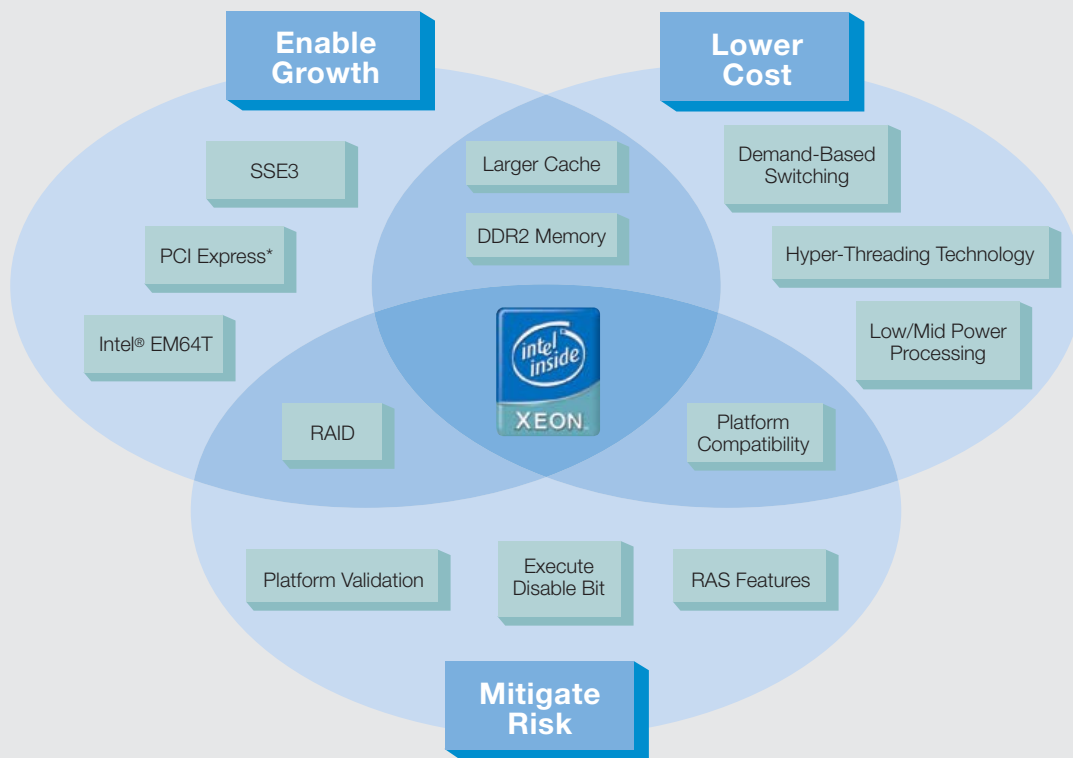 Enable
Growth
Lower
Cost
SSE3
Larger Cache
Demand-Based
Switching
PCI Express*
DDR2 Memory
Hyper-Threading Technology
Intel® EM64T
intel
inside
XEON™
Low/Mid Power
Processing
RAID
Platform
Compatibility
Platform Validation
Execute
Disable Bit
RAS Features
Mitigate
Risk